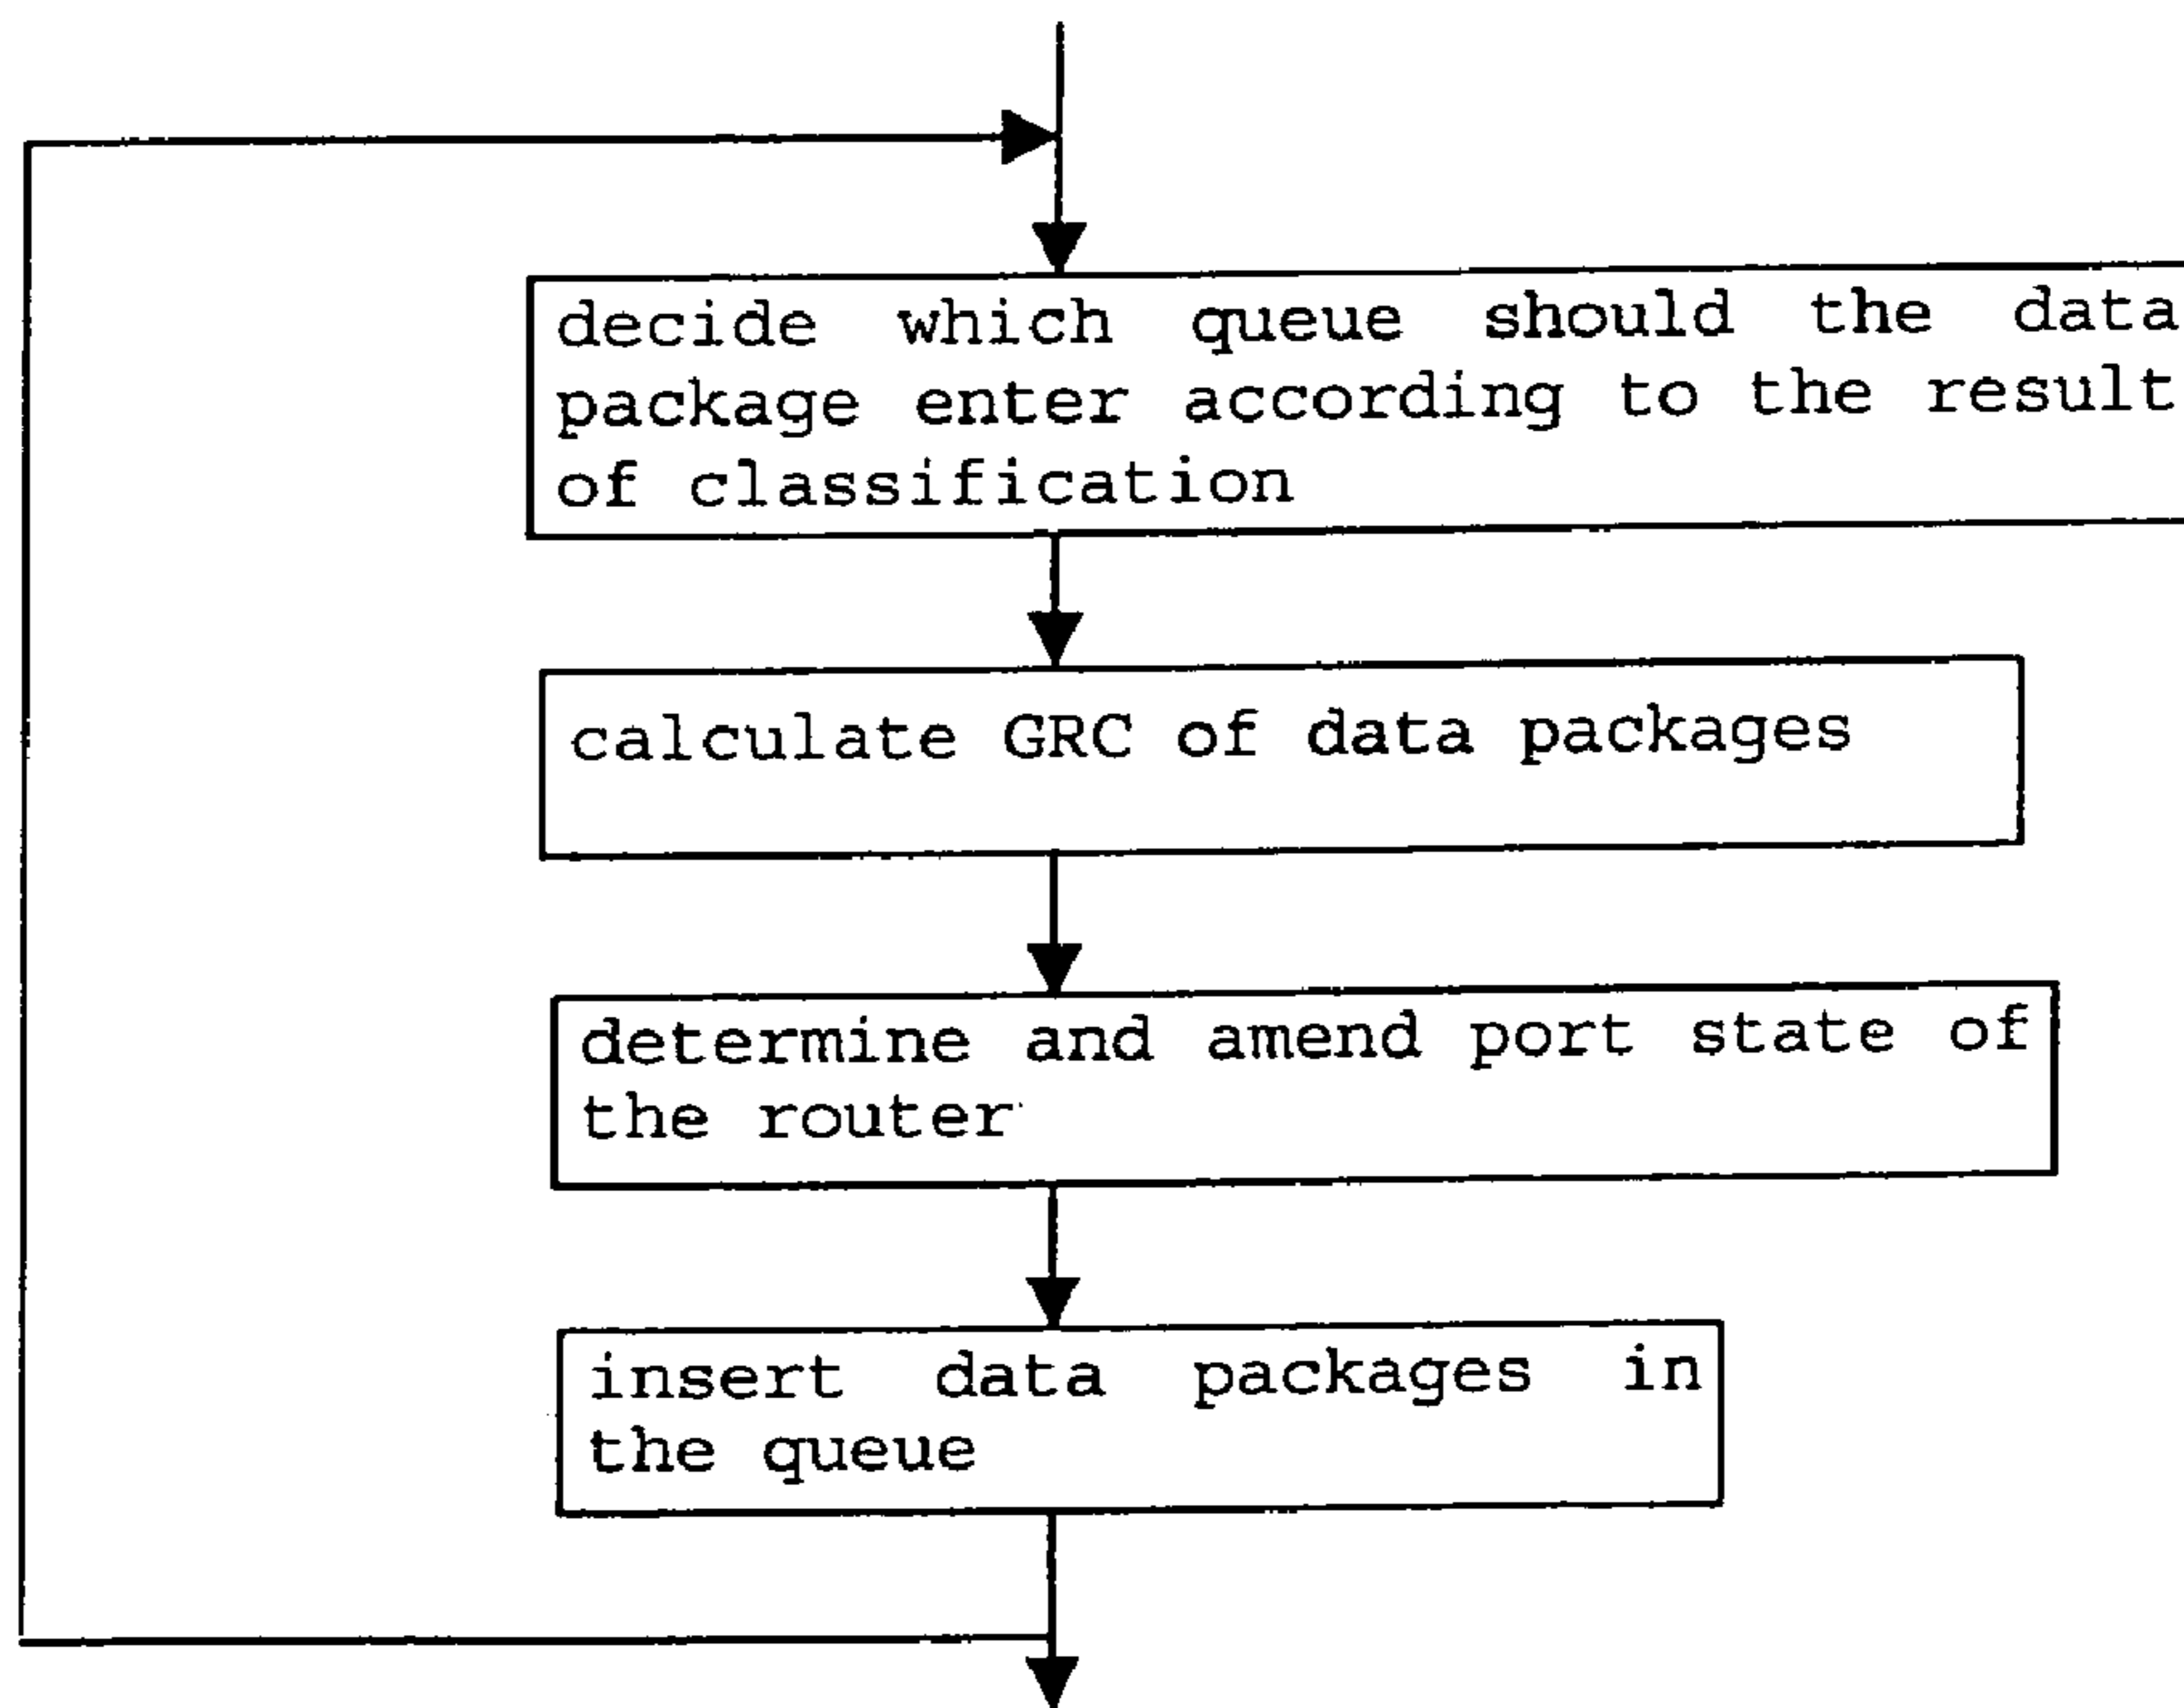 decide which queue should the data
package enter according to the result
of classification
calculate GRC of data packages
determine and amend port state of
the router
insert data packages in
the queue